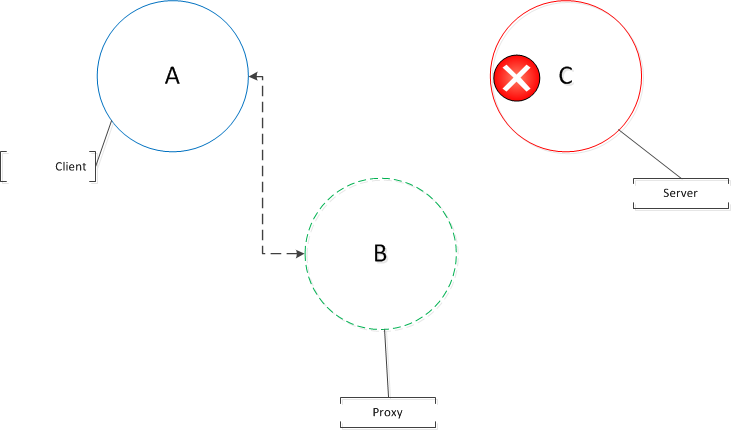 A
C
Client
Server
B
Proxy